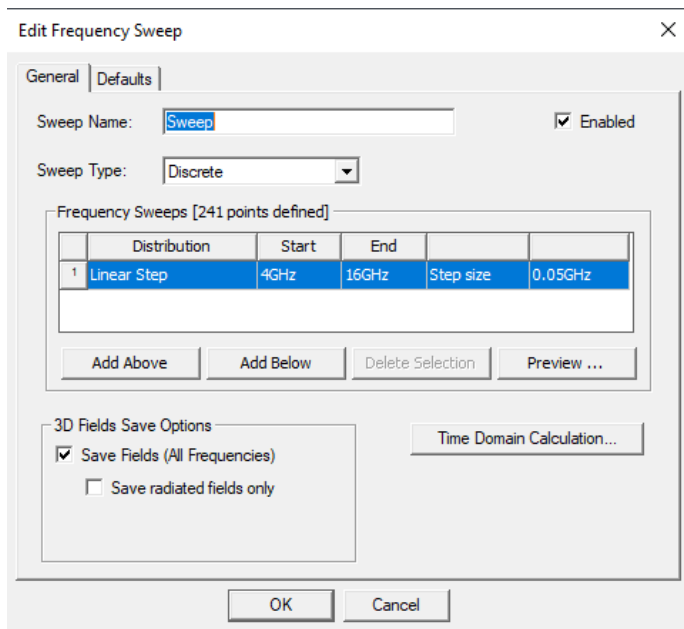 Edit Frequency Sweep
General Defaults
Sweep Name: Sweep Enabled
Sweep Type: Discrete
Frequency Sweeps [241 points defined]
Distribution Start End
1 Linear Step 4GHz 16GHz Step size 0.05GHz
Add Above Add Below Delete Selection Preview ...
3D Fields Save Options
Time Domain Calculation...
Save Fields (All Frequencies)
Save radiated fields only
OK Cancel